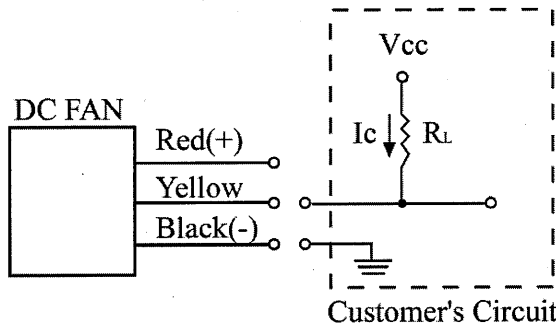 Vcc
DC FAN
Red(+)
Ic
RL
Yellow
Black(-)
Customer's Circuit